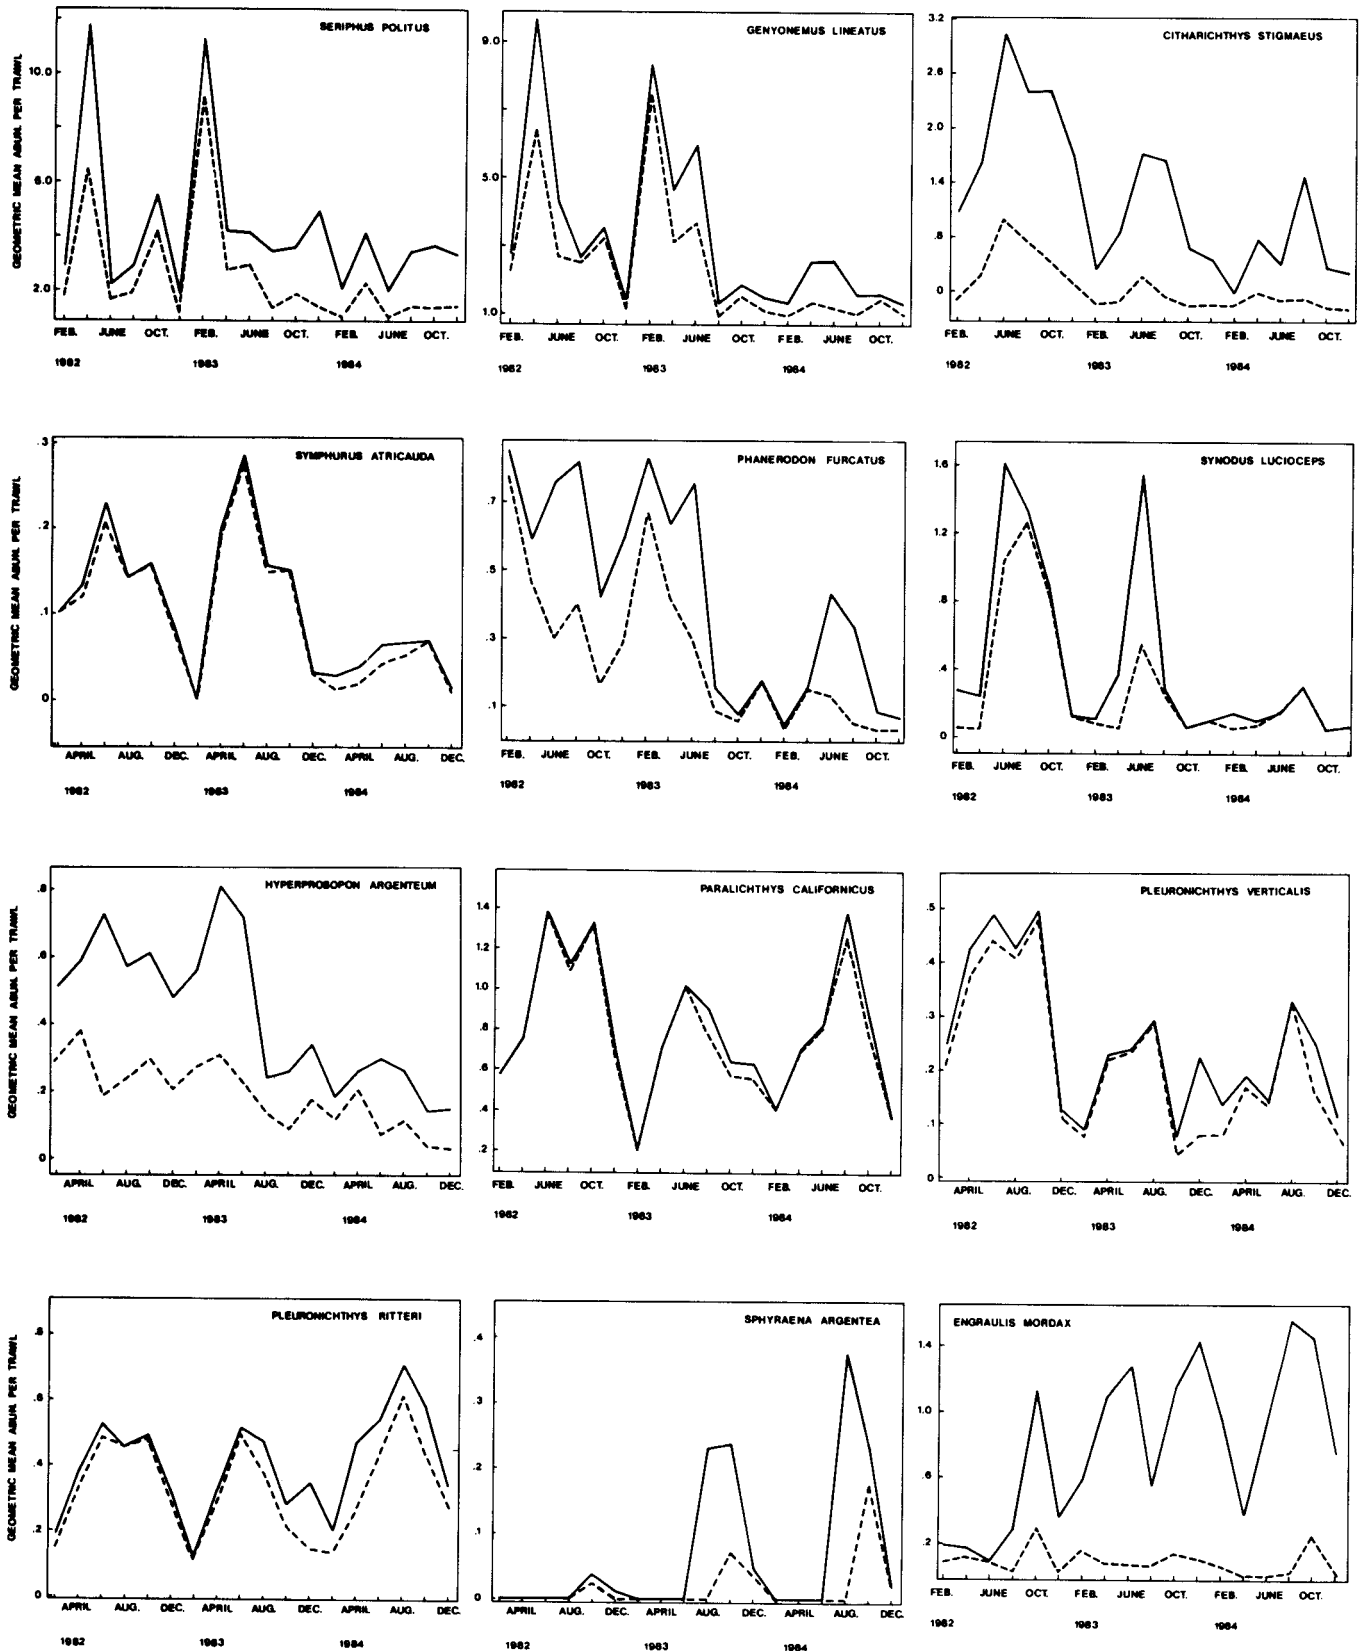 SERIPHUS POLITUS
GEOMETRIC MEAN ABUN. PER TRAWL
10.0
6.0
2.0
FEB. JUNE OCT. FEB. JUNE OCT. FEB. JUNE OCT.
1982 1983 1984
GENYONEMUS LINEATUS
9.0
5.0
1.0
FEB. JUNE OCT. FEB. JUNE OCT. FEB. JUNE OCT.
1982 1983 1984
CITHARICHTHYS STIGMAEUS
3.2
2.6
2.0
1.4
.8
0
FEB. JUNE OCT. FEB. JUNE OCT. FEB. JUNE OCT.
1982 1983 1984
SYMPHURUS ATRICAUDA
GEOMETRIC MEAN ABUN. PER TRAWL
.3
.2
.1
0
APRIL AUG. DEC. APRIL AUG. DEC. APRIL AUG. DEC.
1982 1983 1984
PHANERODON FURCATUS
.7
.5
.3
.1
FEB. JUNE OCT. FEB. JUNE OCT. FEB. JUNE OCT.
1982 1983 1984
SYNODUS LUCIOCEPS
1.6
1.2
.8
.4
0
FEB. JUNE OCT. FEB. JUNE OCT. FEB. JUNE OCT.
1982 1983 1984
HYPERPROSOPON ARGENTEUM
GEOMETRIC MEAN ABUN. PER TRAWL
.8
.6
.4
.2
0
APRIL AUG. DEC. APRIL AUG. DEC. APRIL AUG. DEC.
1982 1983 1984
PARALICHTHYS CALIFORNICUS
1.4
1.2
1.0
.8
.6
.4
.2
FEB. JUNE OCT. FEB. JUNE OCT. FEB. JUNE OCT.
1982 1983 1984
PLEURONICHTHYS VERTICALIS
.5
.4
.3
.2
.1
0
APRIL AUG. DEC. APRIL AUG. DEC. APRIL AUG. DEC.
1982 1983 1984
PLEURONICHTHYS RITTERI
GEOMETRIC MEAN ABUN. PER TRAWL
.8
.6
.4
.2
0
APRIL AUG. DEC. APRIL AUG. DEC. APRIL AUG. DEC.
1982 1983 1984
SPHYRAENA ARGENTEA
.4
.3
.2
.1
0
APRIL AUG. DEC. APRIL AUG. DEC. APRIL AUG. DEC.
1982 1983 1984
ENGRAULIS MORDAX
1.4
1.0
.6
.2
FEB. JUNE OCT. FEB. JUNE OCT. FEB. JUNE OCT.
1982 1983 1984